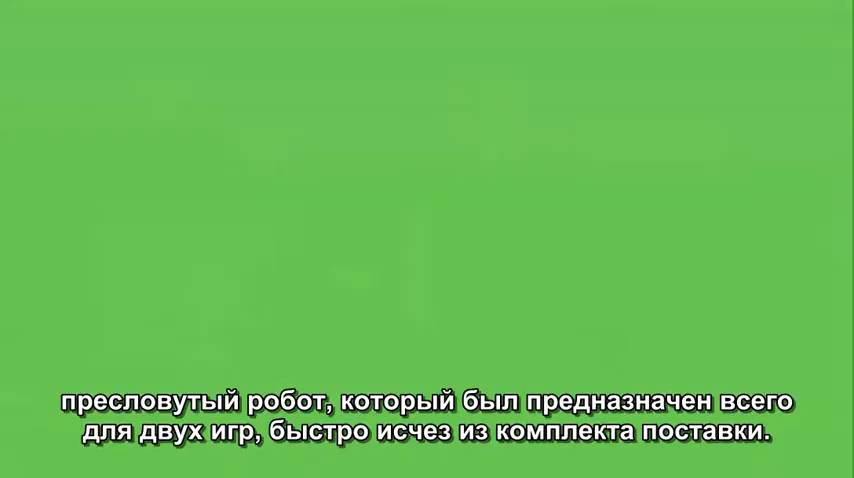 пресловутый робот, который был предназначен всего
для двух игр, быстро исчез из комплекта поставки.